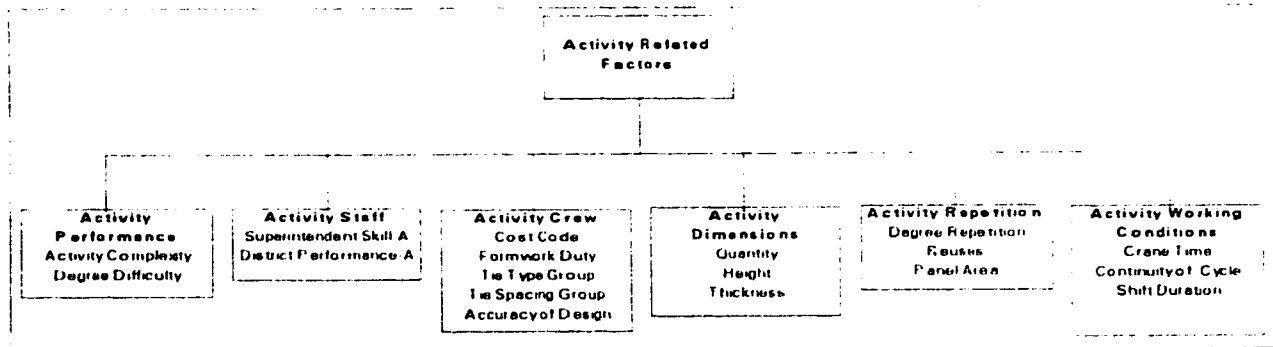 Activity Related
Factors
Activity
Performance
Activity Complexity
Degree Difficulty
Activity Staff
Superintendent Skill A
District Performance-A
Activity Crew
Cost Code
Formwork Duty
Tie Type Group
Tie Spacing Group
Accuracy of Design
Activity
Dimensions
Quantity
Height
Thickness
Activity Repetition
Degree Repetition
Reuses
Panel Area
Activity Working
Conditions
Crane Time
Continuity of Cycle
Shift Duration